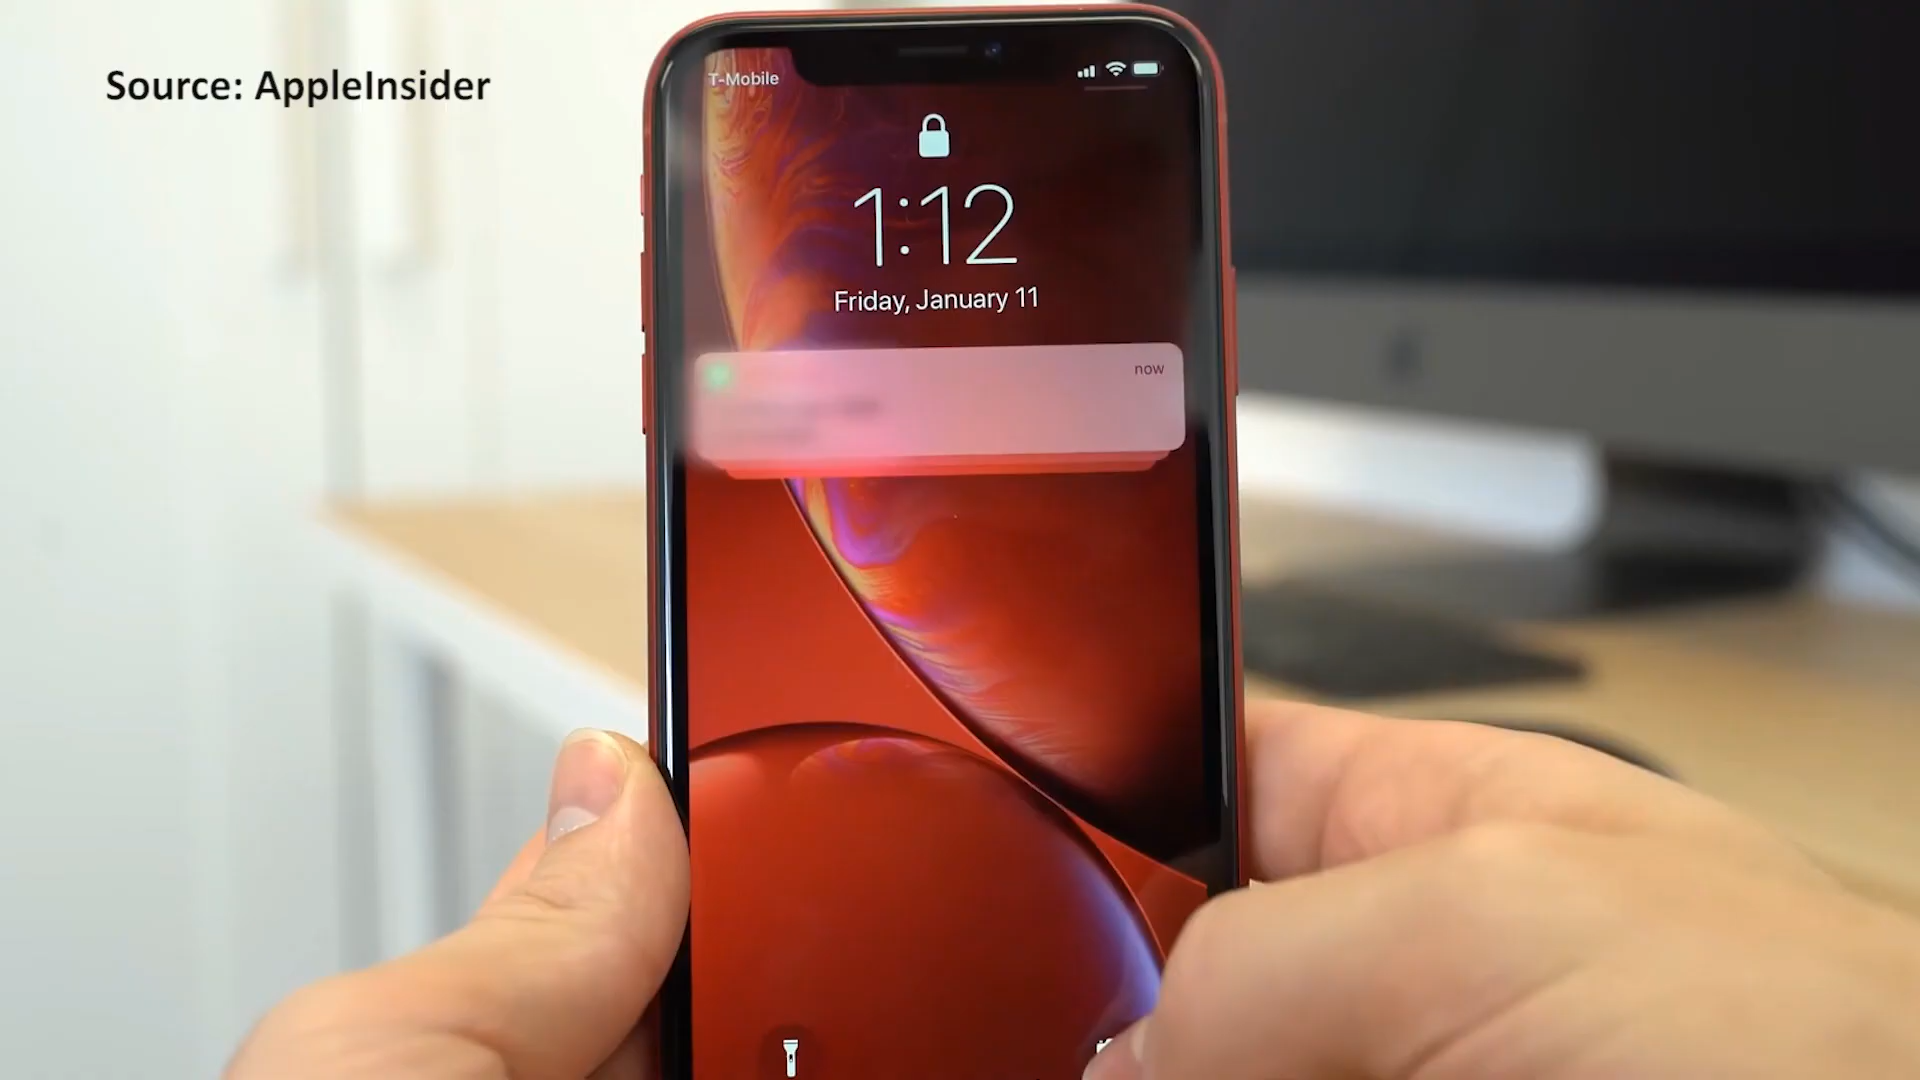 Source: AppleInsider
T-Mobile
1:12
Friday, January 11
now